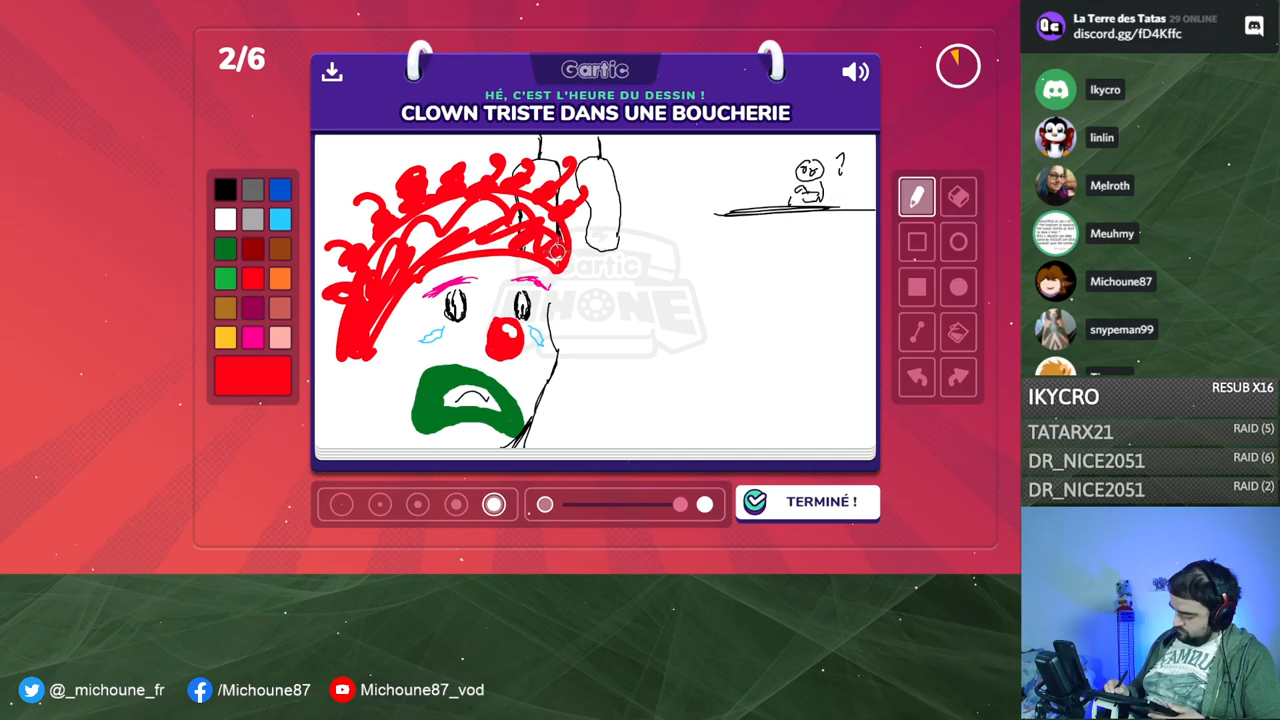 2/6
Gartic
HÉ, C'EST L'HEURE DU DESSIN !
CLOWN TRISTE DANS UNE BOUCHERIE
?
Gartic
PHONE
TERMINÉ !
La Terre des Tatas 29 ONLINE
discord.gg/fD4Kffc
Ikycro
linlin
Melroth
Meuhmy
Michoune87
snypeman99
IKYCRO RESUB X16
TATARX21 RAID (5)
DR_NICE2051 RAID (6)
DR_NICE2051 RAID (2)
@_michoune_fr
/Michoune87
Michoune87_vod